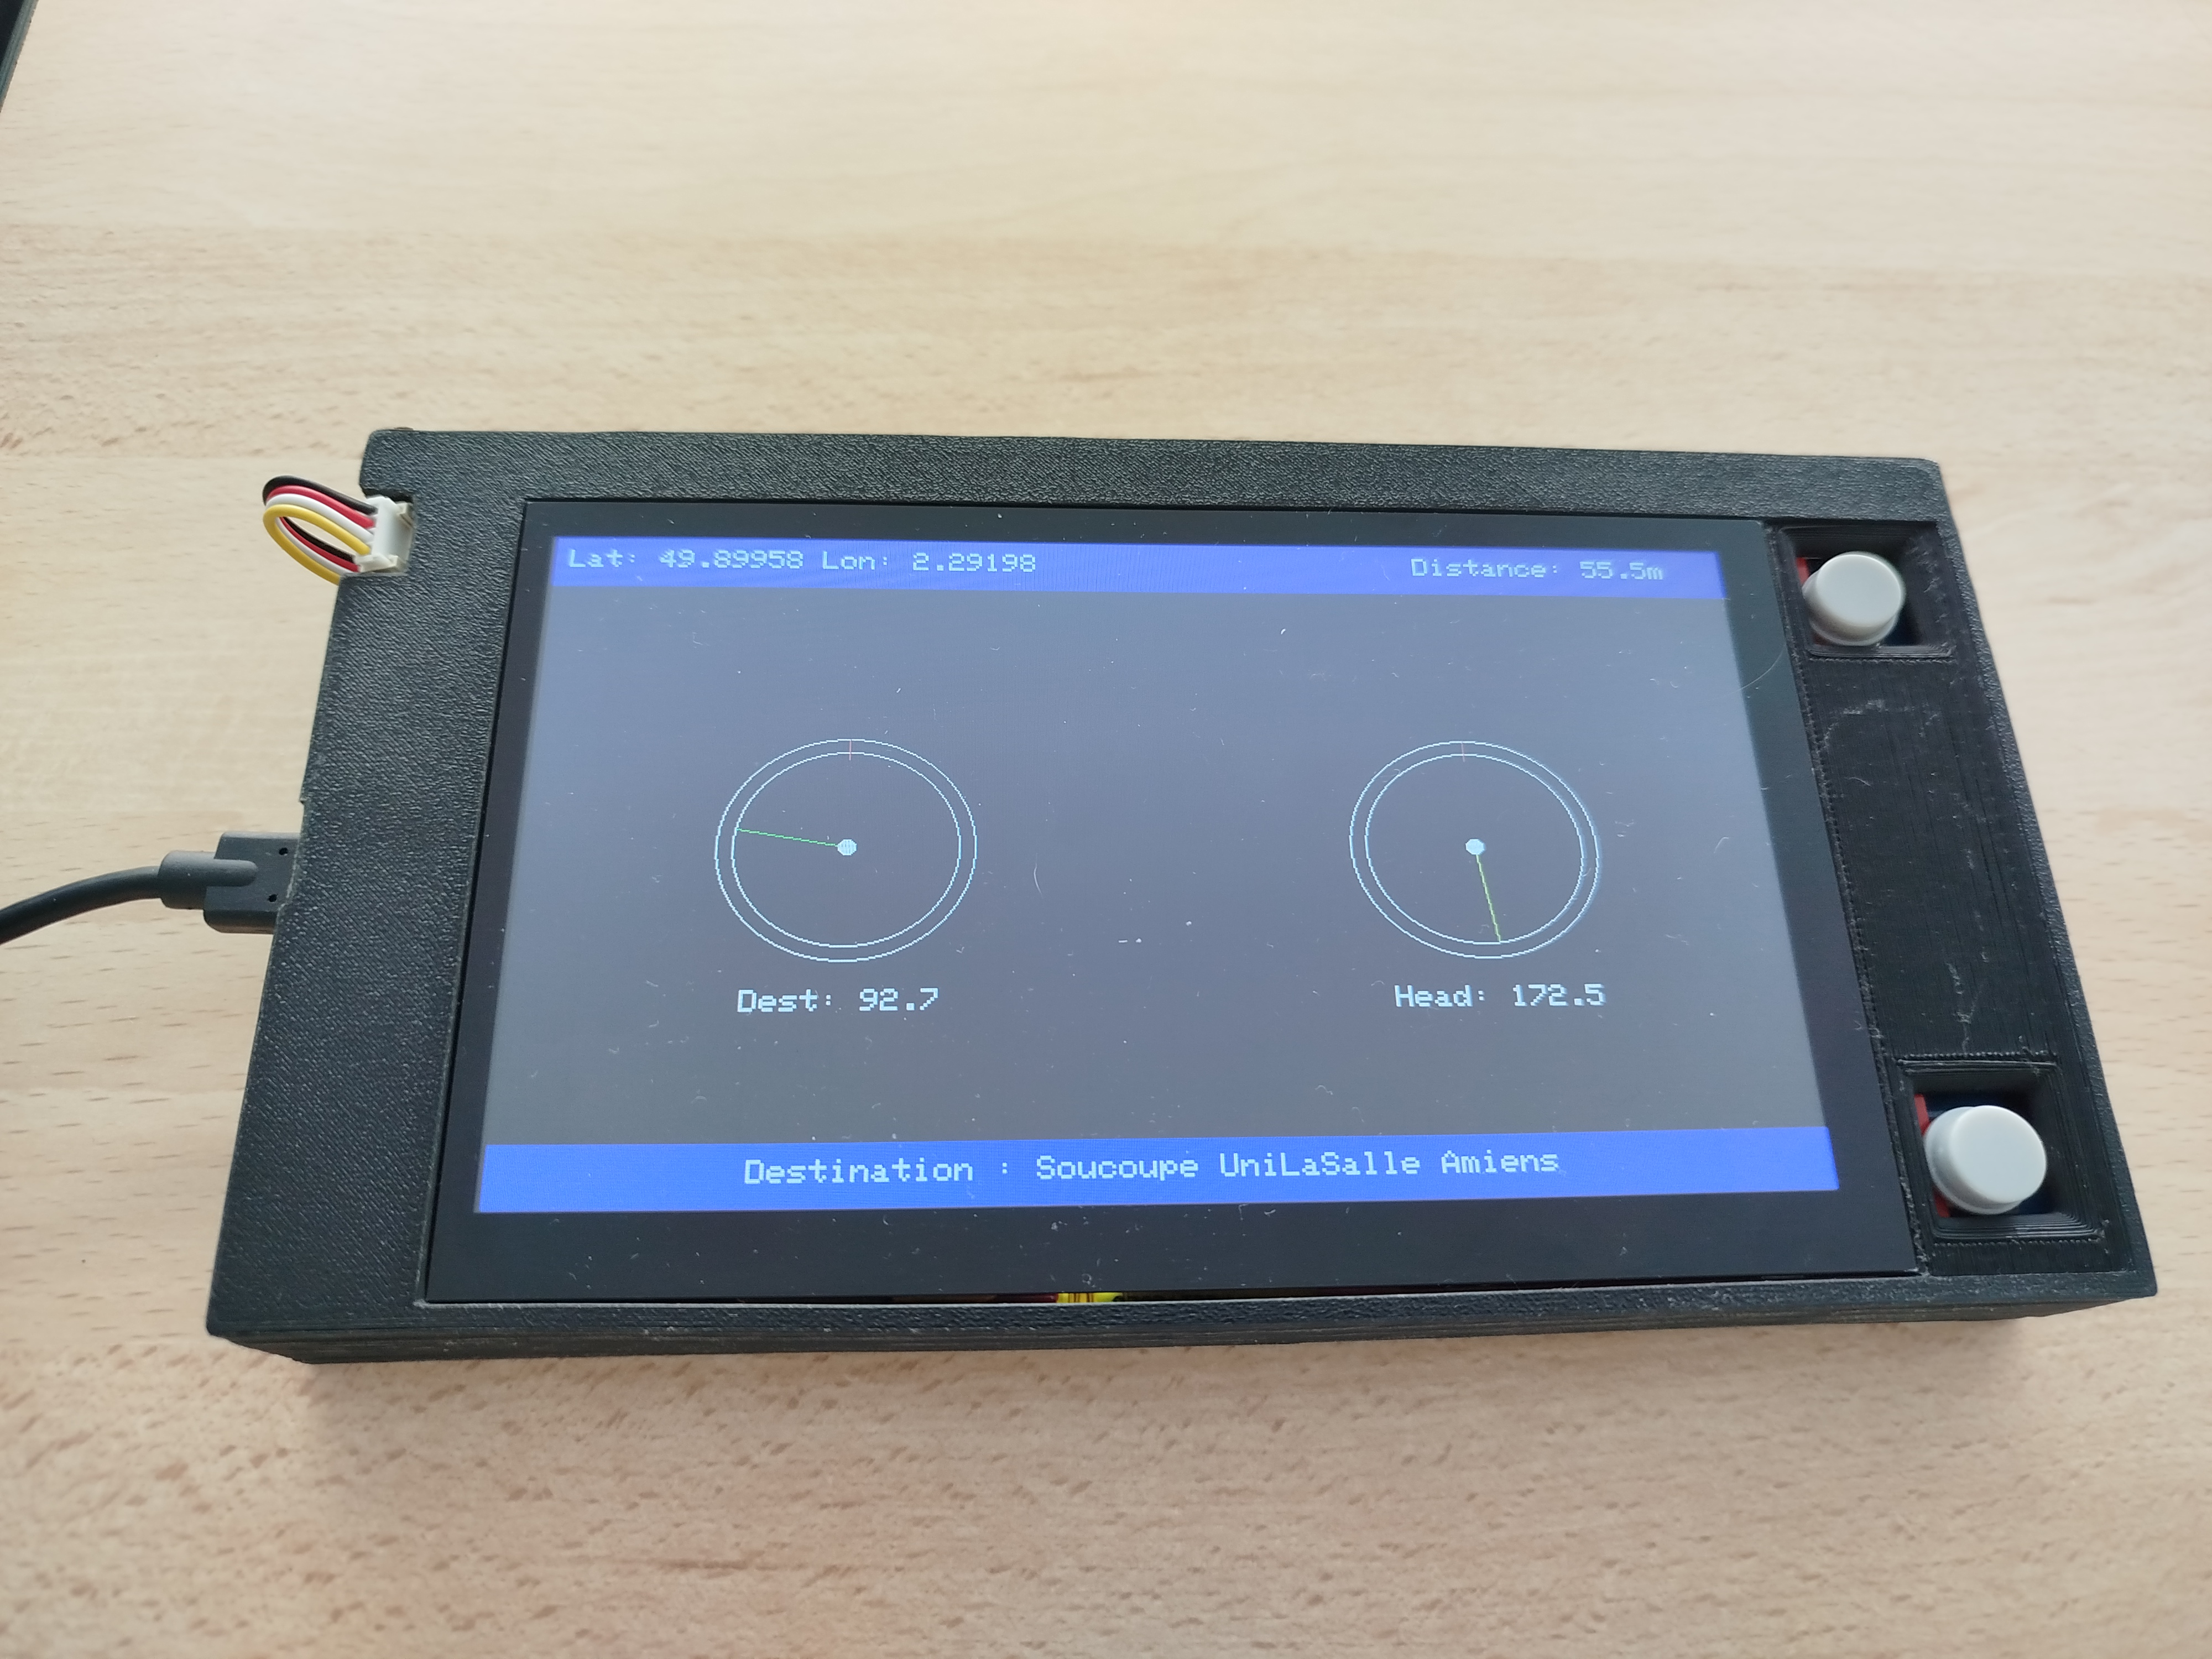 Lat: 49.89958 Lon: 2.29198 Distance: 55.5m
Dest: 92.7 Head: 172.5
Destination : Soucoupe UniLaSalle Amiens